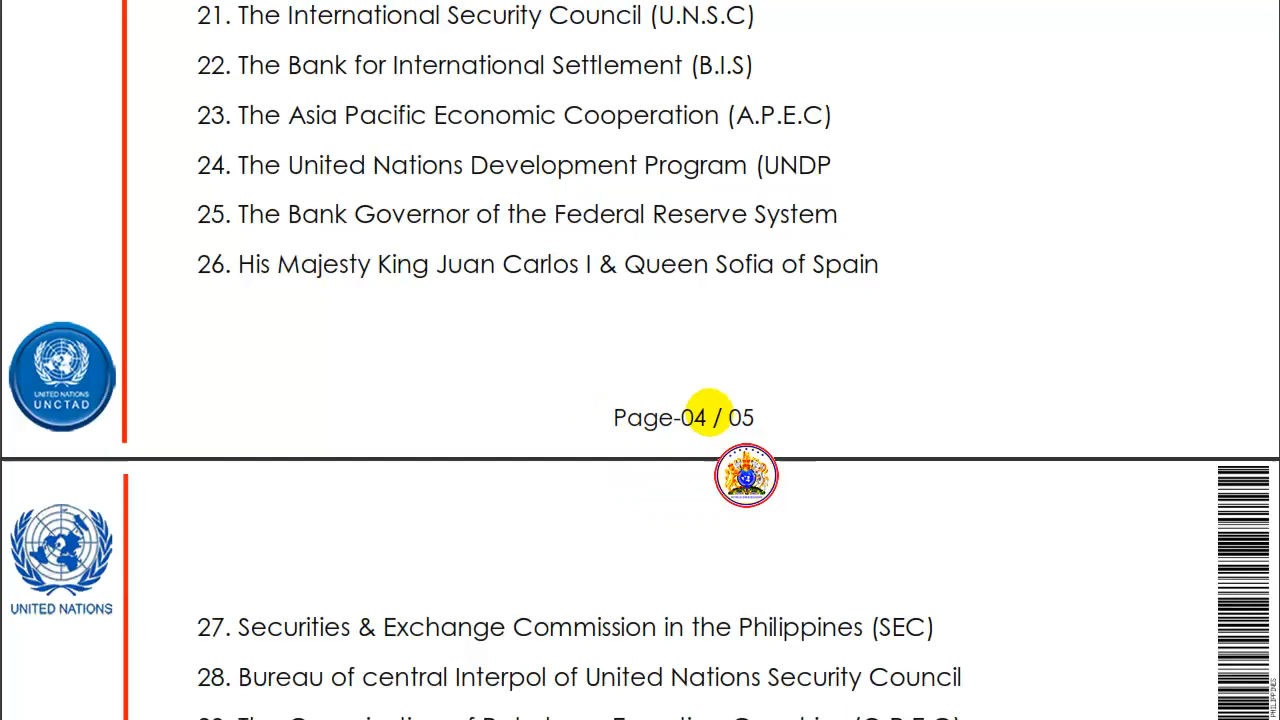 21. The International Security Council (U.N.S.C)
22. The Bank for International Settlement (B.I.S)
23. The Asia Pacific Economic Cooperation (A.P.E.C)
24. The United Nations Development Program (UNDP
25. The Bank Governor of the Federal Reserve System
26. His Majesty King Juan Carlos I & Queen Sofia of Spain
UNITED NATIONS
UNCTAD
Page-04 / 05
UNITED NATIONS
27. Securities & Exchange Commission in the Philippines (SEC)
28. Bureau of central Interpol of United Nations Security Council
PHILIPPINES